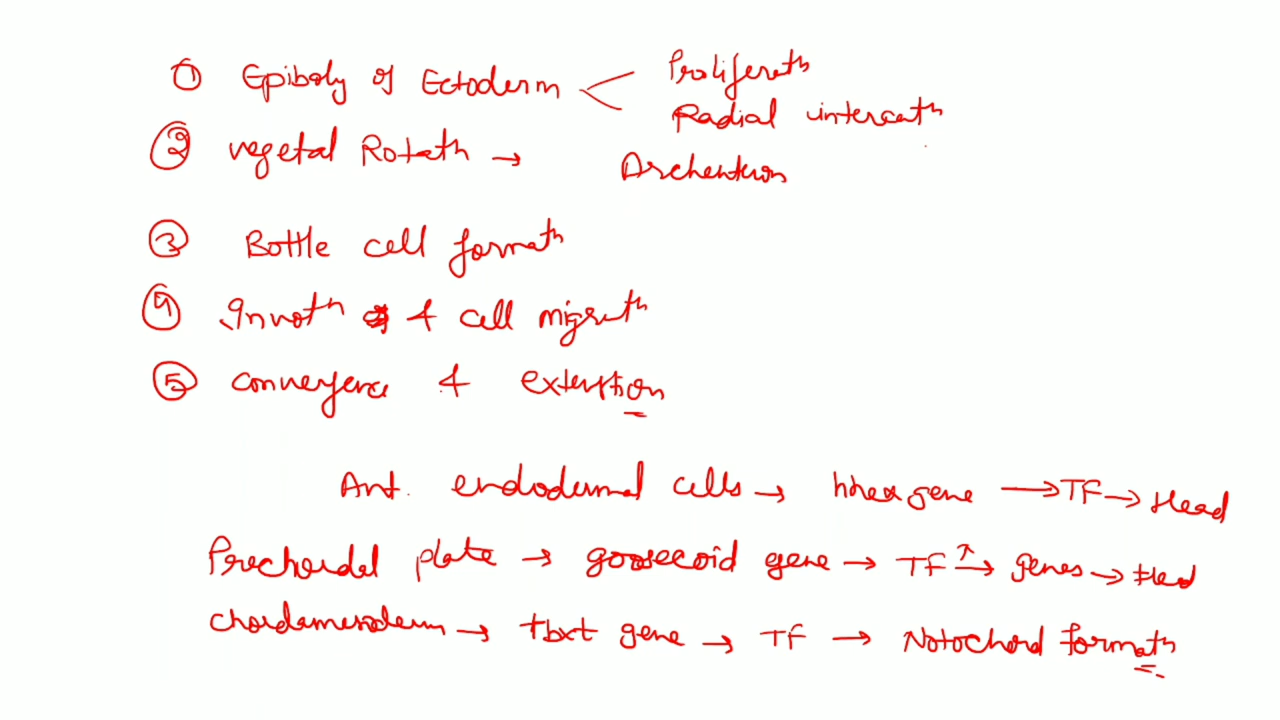 ① Epiboly of Ectoderm < Proliferatn
Radial intercatn
② vegetal Rotatn → Archentron
③ Bottle cell formatn
④ Invotn & cell migratn
⑤ convergence & extension
Ant. endodermal cells → hhex gene → TF → Head
Prechordal plate → goosecoid gene → TF ↗ → genes → Head
chordamesoderm → tbxt gene → TF → Notochord formatn